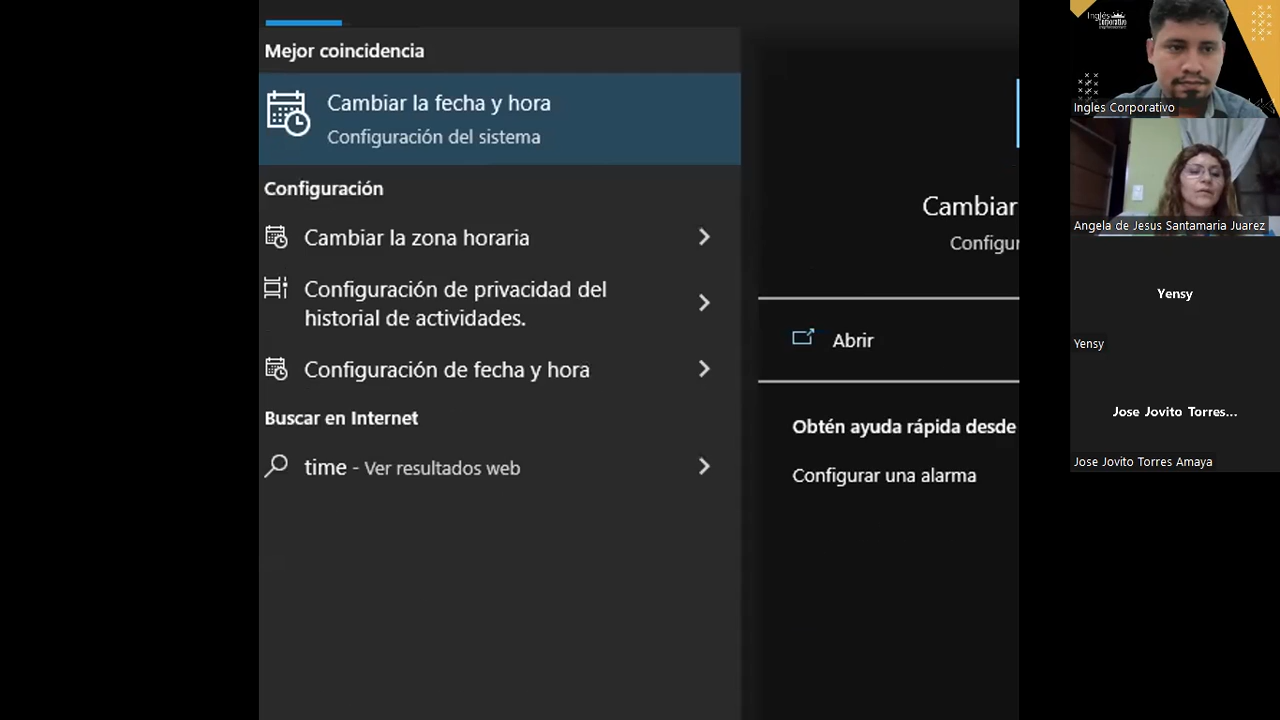 Mejor coincidencia
Cambiar la fecha y hora
Configuración del sistema
Configuración
Cambiar la zona horaria
Configuración de privacidad del
historial de actividades.
Configuración de fecha y hora
Buscar en Internet
time - Ver resultados web
Cambiar
Configur
Abrir
Obtén ayuda rápida desde
Configurar una alarma
Inglés
Corporativo
Ingles Corporativo
Angela de Jesus Santamaria Juarez
Yensy
Yensy
Jose Jovito Torres...
Jose Jovito Torres Amaya